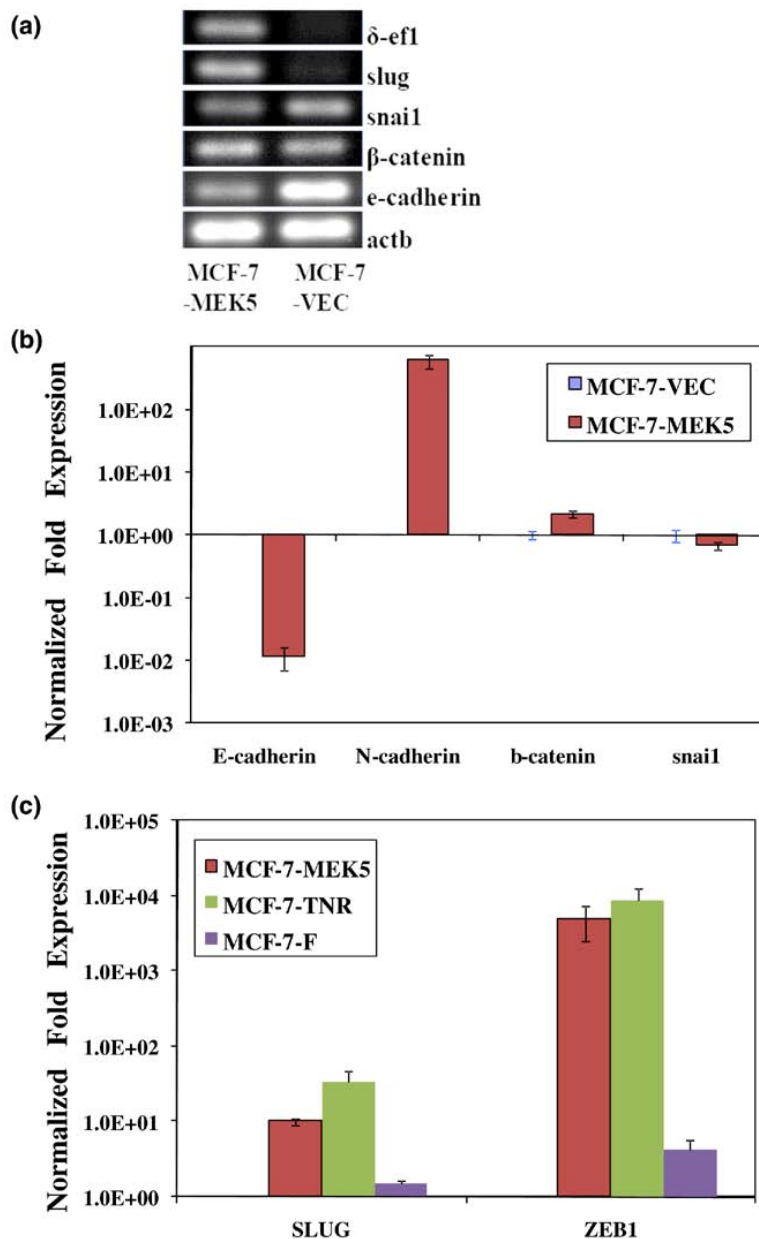 (a)
δ-ef1
slug
snai1
β-catenin
e-cadherin
actb
MCF-7 MCF-7
-MEK5 -VEC
(b)
Normalized Fold Expression
1.0E+02
1.0E+01
1.0E+00
1.0E-01
1.0E-02
1.0E-03
MCF-7-VEC
MCF-7-MEK5
E-cadherin N-cadherin b-catenin snai1
(c)
Normalized Fold Expression
1.0E+05
1.0E+04
1.0E+03
1.0E+02
1.0E+01
1.0E+00
MCF-7-MEK5
MCF-7-TNR
MCF-7-F
SLUG ZEB1